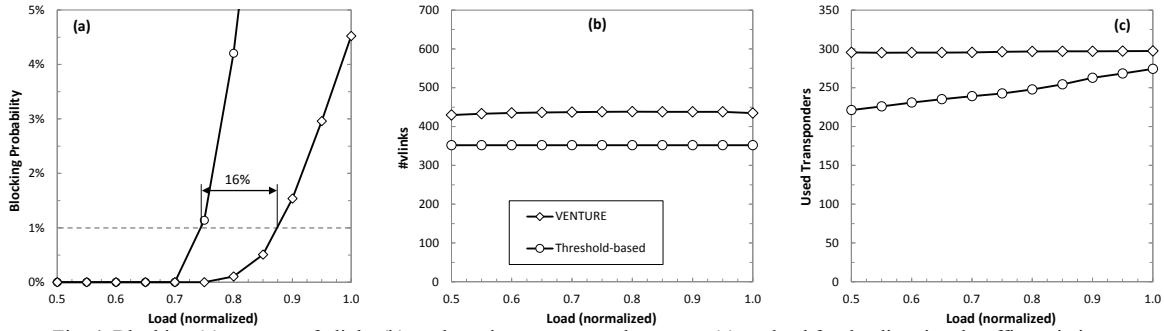 (a)
5%
4%
3%
2%
1%
0%
Blocking Probability
16%
0.5 0.6 0.7 0.8 0.9 1.0
Load (normalized)
(b)
700
600
500
400
300
200
100
0
#vlinks
VENTURE
Threshold-based
0.5 0.6 0.7 0.8 0.9 1.0
Load (normalized)
(c)
350
300
250
200
150
100
50
0
Used Transponders
0.5 0.6 0.7 0.8 0.9 1.0
Load (normalized)